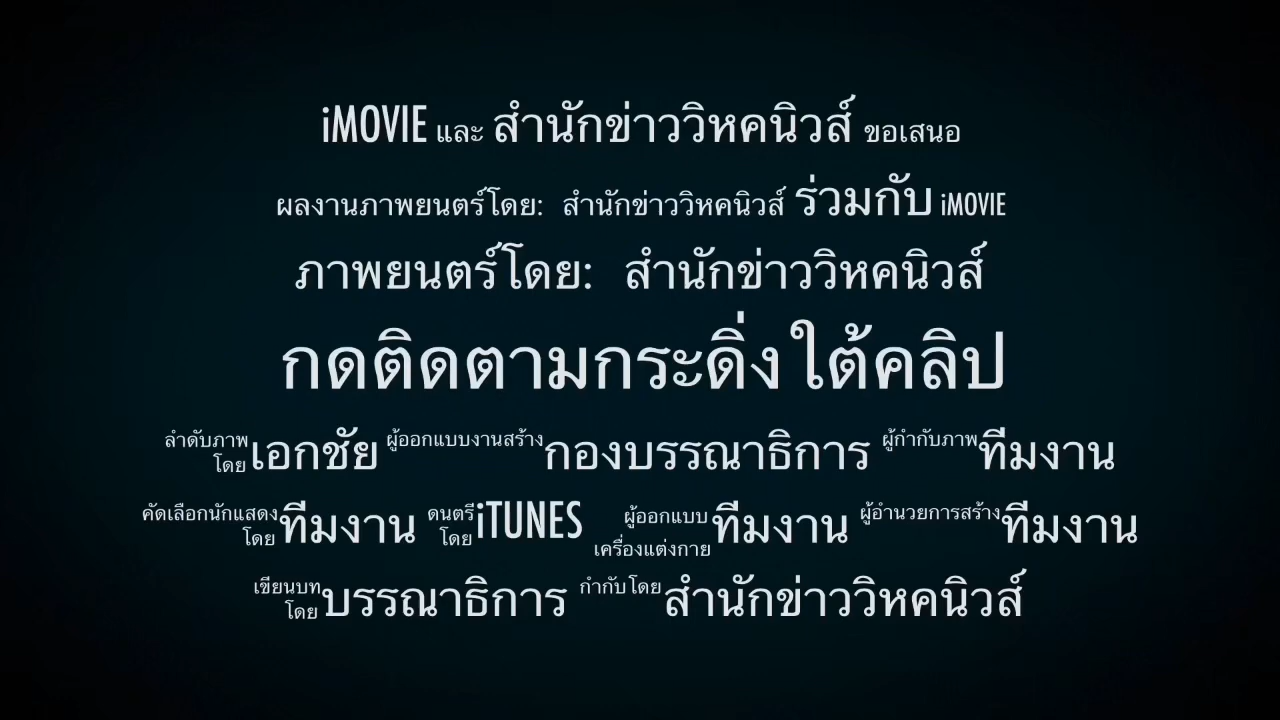 iMOVIE และ สำนักข่าววิหคนิวส์ ขอเสนอ
ผลงานภาพยนตร์โดย: สำนักข่าววิหคนิวส์ ร่วมกับ iMOVIE
ภาพยนตร์โดย: สำนักข่าววิหคนิวส์
กดติดตามกระดิ่ง ใต้คลิป
ลำดับภาพโดย เอกชัย ผู้ออกแบบงานสร้าง กองบรรณาธิการ ผู้กำกับภาพ ทีมงาน
คัดเลือกนักแสดงโดย ทีมงาน ดนตรีโดย iTUNES ผู้ออกแบบเครื่องแต่งกาย ทีมงาน ผู้อำนวยการสร้าง ทีมงาน
เขียนบทโดย บรรณาธิการ กำกับโดย สำนักข่าววิหคนิวส์